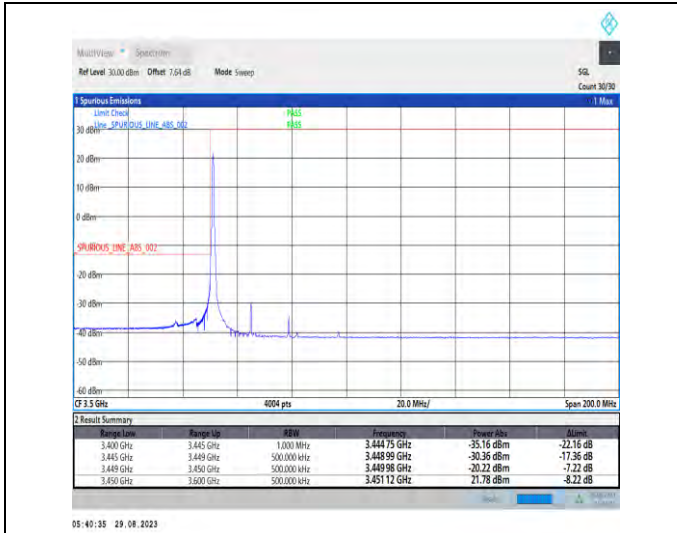 MultiView Spectrum
Ref Level 30.00 dBm Offset 7.64 dB Mode Sweep SGL
Count 30/30
1 Spurious Emissions 1 Max
Limit Check PASS
Line _SPURIOUS_LINE_ABS_002 PASS
30 dBm
20 dBm
10 dBm
0 dBm
_SPURIOUS_LINE_ABS_002
-20 dBm
-30 dBm
-40 dBm
-50 dBm
-60 dBm
CF 3.5 GHz 4004 pts 20.0 MHz/ Span 200.0 MHz
2 Result Summary
Range Low Range Up RBW Frequency Power Abs ΔLimit
3.400 GHz 3.445 GHz 1.000 MHz 3.444 75 GHz -35.16 dBm -22.16 dB
3.445 GHz 3.449 GHz 500.000 kHz 3.448 99 GHz -30.36 dBm -17.36 dB
3.449 GHz 3.450 GHz 500.000 kHz 3.449 98 GHz -20.22 dBm -7.22 dB
3.450 GHz 3.600 GHz 500.000 kHz 3.451 12 GHz 21.78 dBm -8.22 dB
05:40:35 29.08.2023